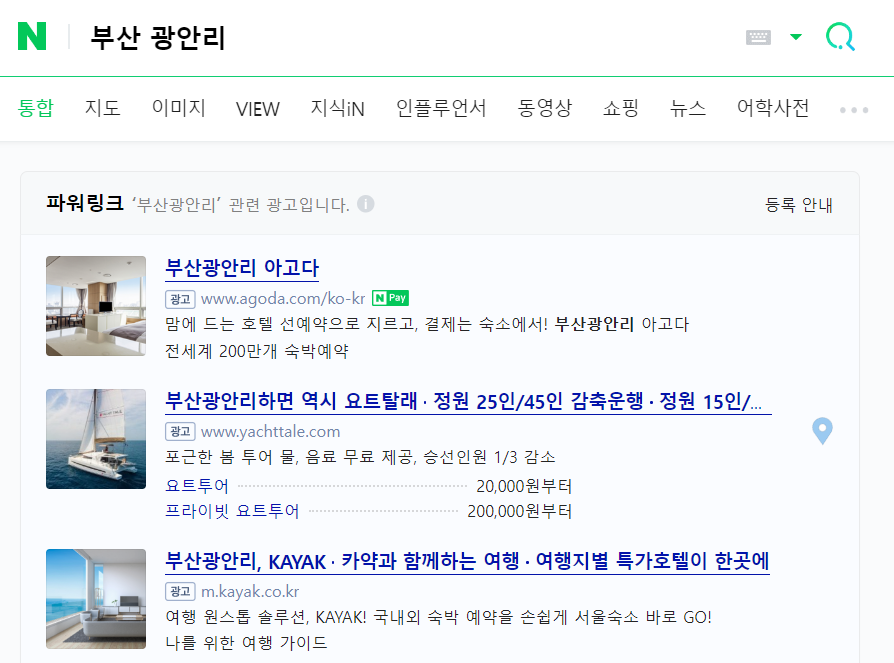 N 부산 광안리
통합 지도 이미지 VIEW 지식iN 인플루언서 동영상 쇼핑 뉴스 어학사전
파워링크 ‘부산광안리’ 관련 광고입니다. i 등록 안내
부산광안리 아고다
광고 www.agoda.com/ko-kr N Pay
맘에 드는 호텔 선예약으로 지르고, 결제는 숙소에서! 부산광안리 아고다
전세계 200만개 숙박예약
부산광안리하면 역시 요트탈래 · 정원 25인/45인 감축운행 · 정원 15인/...
광고 www.yachttale.com
포근한 봄 투어 물, 음료 무료 제공, 승선인원 1/3 감소
요트투어 20,000원부터
프라이빗 요트투어 200,000원부터
부산광안리, KAYAK · 카약과 함께하는 여행 · 여행지별 특가호텔이 한곳에
광고 m.kayak.co.kr
여행 원스톱 솔루션, KAYAK! 국내외 숙박 예약을 손쉽게 서울숙소 바로 GO!
나를 위한 여행 가이드